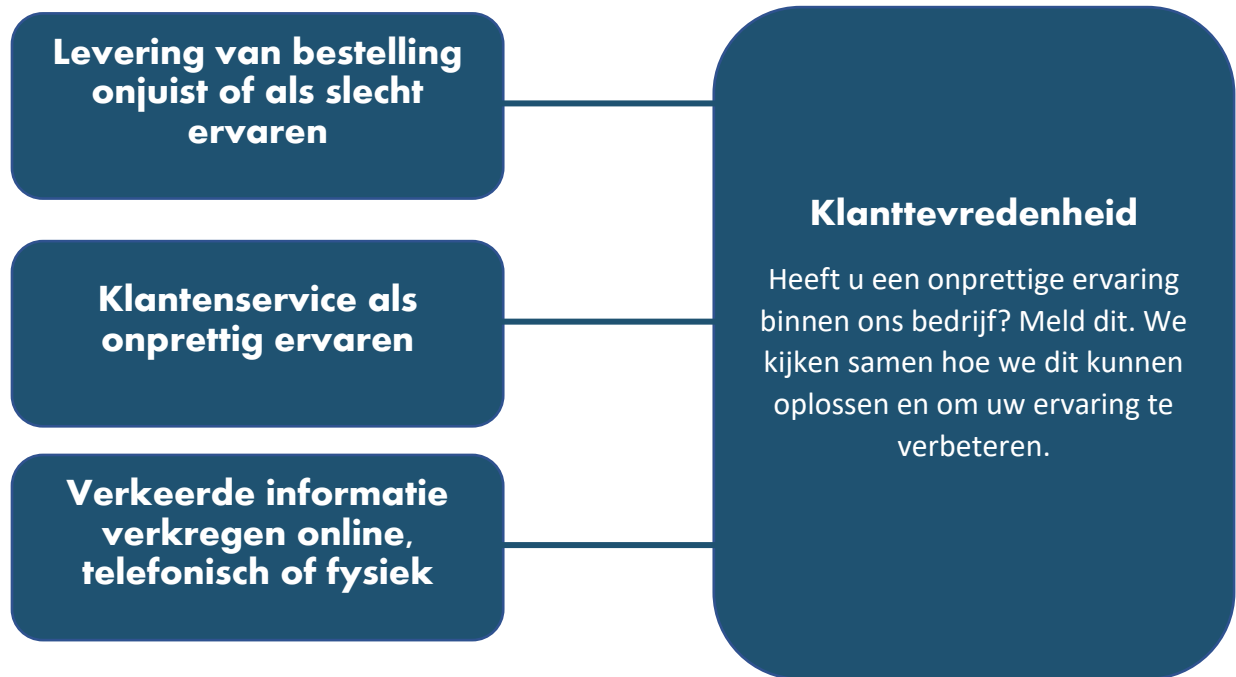 Levering van bestelling
onjuist of als slecht
ervaren
Klantenservice als
onprettig ervaren
Verkeerde informatie
verkregen online,
telefonisch of fysiek
Klanttevredenheid
Heeft u een onprettige ervaring
binnen ons bedrijf? Meld dit. We
kijken samen hoe we dit kunnen
oplossen en om uw ervaring te
verbeteren.